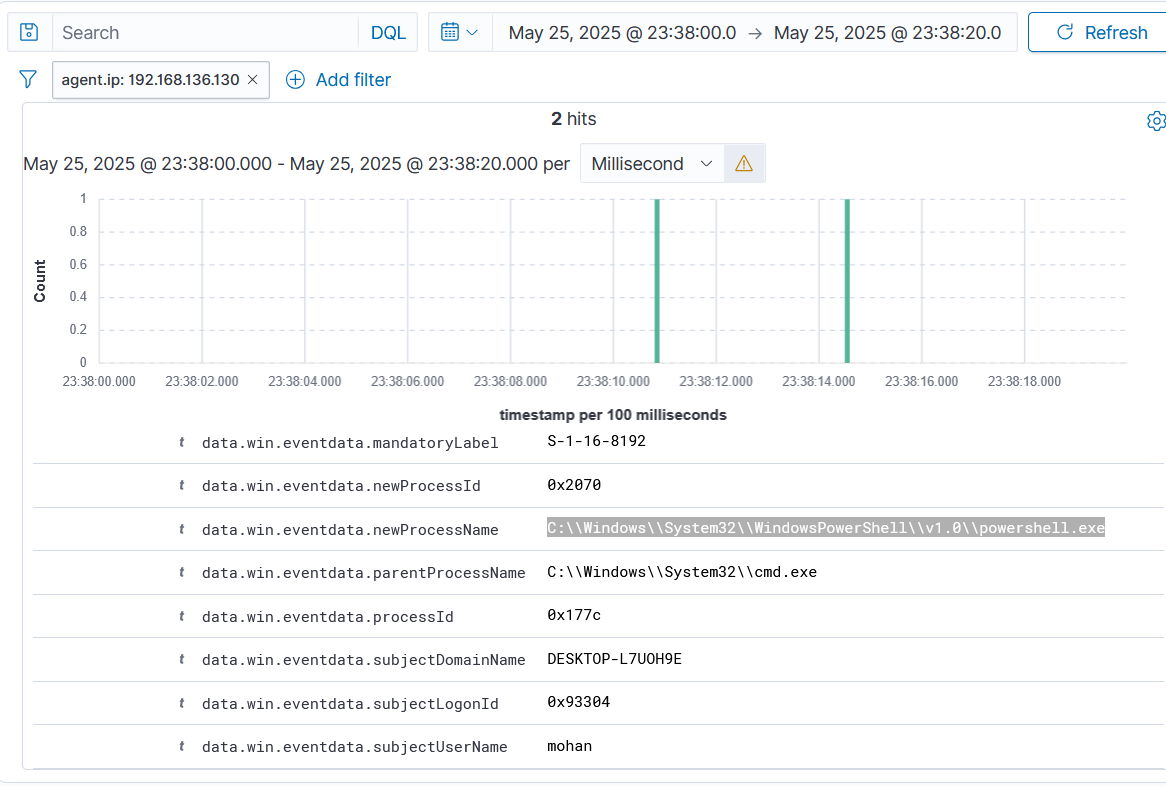 Search DQL May 25, 2025 @ 23:38:00.0 → May 25, 2025 @ 23:38:20.0 Refresh
agent.ip: 192.168.136.130 × Add filter
2 hits
May 25, 2025 @ 23:38:00.000 - May 25, 2025 @ 23:38:20.000 per Millisecond
1
0.8
0.6
0.4
0.2
0
Count
23:38:00.000 23:38:02.000 23:38:04.000 23:38:06.000 23:38:08.000 23:38:10.000 23:38:12.000 23:38:14.000 23:38:16.000 23:38:18.000
timestamp per 100 milliseconds
t data.win.eventdata.mandatoryLabel S-1-16-8192
t data.win.eventdata.newProcessId 0x2070
t data.win.eventdata.newProcessName C:\\Windows\\System32\\WindowsPowerShell\\v1.0\\powershell.exe
t data.win.eventdata.parentProcessName C:\\Windows\\System32\\cmd.exe
t data.win.eventdata.processId 0x177c
t data.win.eventdata.subjectDomainName DESKTOP-L7UOH9E
t data.win.eventdata.subjectLogonId 0x93304
t data.win.eventdata.subjectUserName mohan